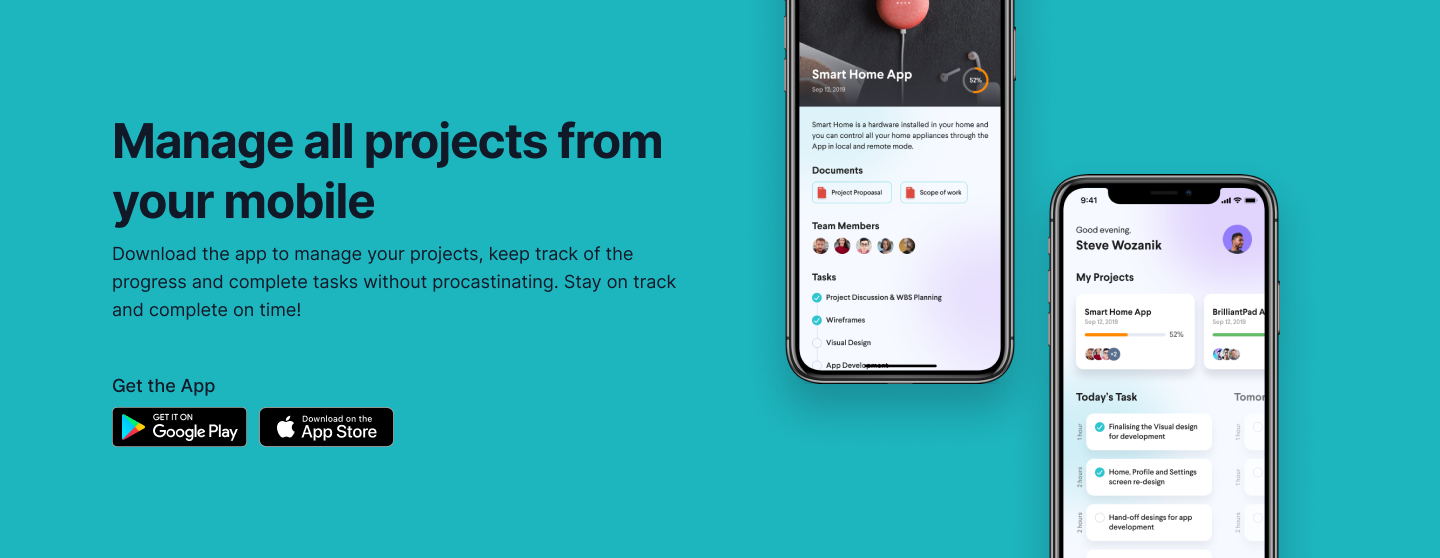 Manage all projects from
your mobile
Download the app to manage your projects, keep track of the
progress and complete tasks without procastinating. Stay on track
and complete on time!
Get the App
GET IT ON
Google Play
Download on the
App Store
Smart Home App
Sep 12, 2019
52%
Smart Home is a hardware installed in your home and
you can control all your home appliances through the
App in local and remote mode.
Documents
Project Propoasal
Scope of work
Team Members
Tasks
Project Discussion & WBS Planning
Wireframes
Visual Design
App Development
9:41
Good evening,
Steve Wozanik
My Projects
Smart Home App
Sep 12, 2019
52%
+2
BrilliantPad A
Sep 12, 2019
Today's Task
Tomor
1 hour
Finalising the Visual design
for development
1 hour
2 hours
Home, Profile and Settings
screen re-design
1 hour
2 hours
Hand-off desings for app
development
2 hours